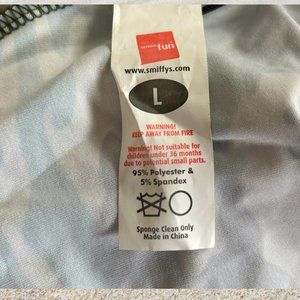 fun
www.smiffys.com
L
WARNING!
KEEP AWAY FROM FIRE
Warning! Not suitable for
children under 36 months
due to potential small parts.
95% Polyester &
5% Spandex
Sponge Clean Only
Made in China